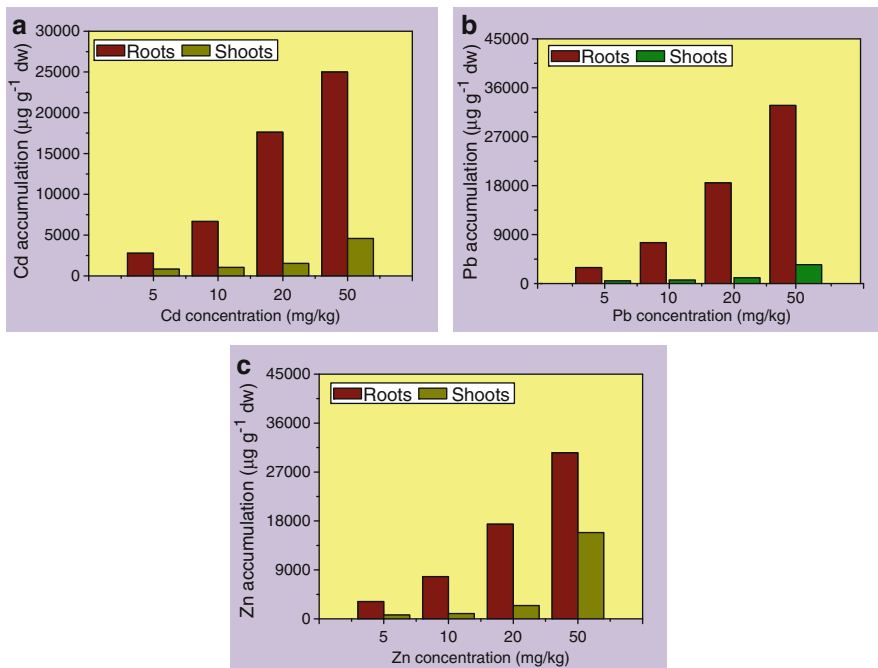 a
Roots Shoots
30000
25000
20000
15000
10000
5000
0
Cd accumulation (µg g⁻¹ dw)
5 10 20 50
Cd concentration (mg/kg)
b
Roots Shoots
45000
36000
27000
18000
9000
0
Pb accumulation (µg g⁻¹ dw)
5 10 20 50
Pb concentration (mg/kg)
c
Roots Shoots
45000
36000
27000
18000
9000
0
Zn accumulation (µg g⁻¹ dw)
5 10 20 50
Zn concentration (mg/kg)